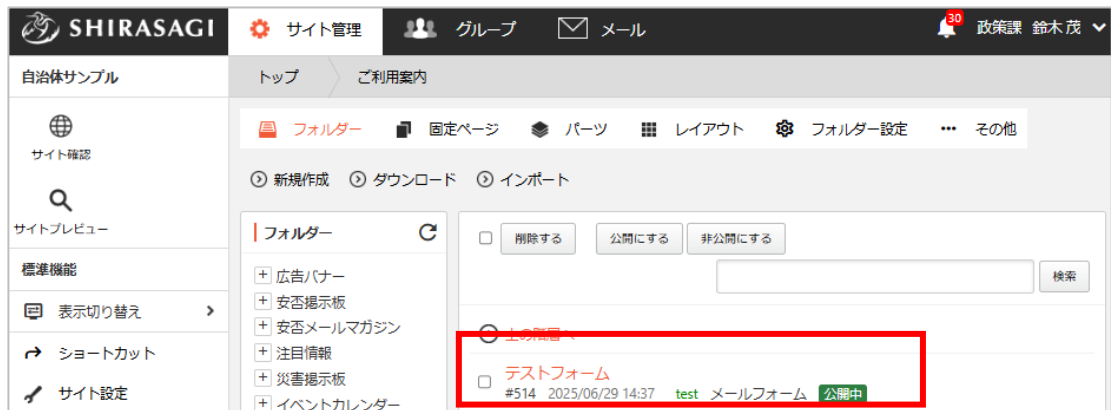 SHIRASAGI サイト管理 グループ メール 30 政策課 鈴木 茂
自治体サンプル
トップ ご利用案内
サイト確認
サイトプレビュー
標準機能
表示切り替え
ショートカット
サイト設定
フォルダー 固定ページ パーツ レイアウト フォルダー設定 その他
新規作成 ダウンロード インポート
フォルダー
広告バナー
安否掲示板
安否メールマガジン
注目情報
災害掲示板
イベントカレンダー
削除する 公開にする 非公開にする
検索
上の階層へ
テストフォーム
#514 2025/06/29 14:37 test メールフォーム 公開中